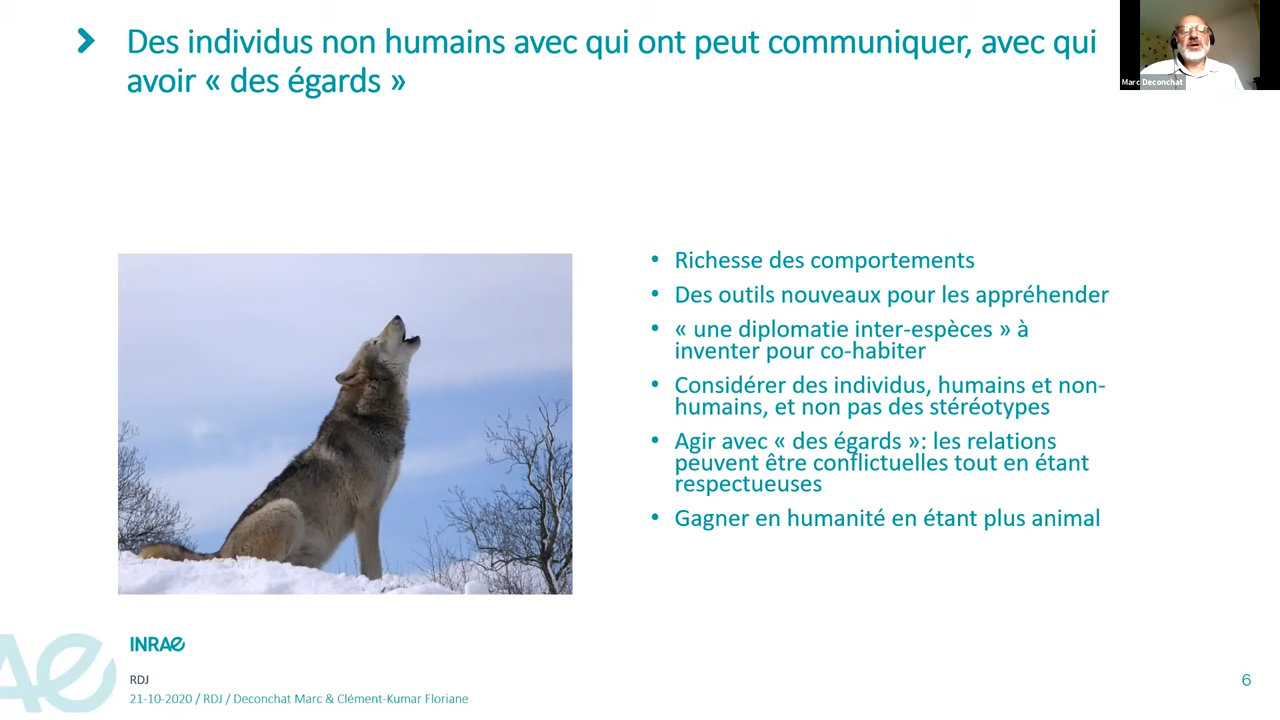 Des individus non humains avec qui ont peut communiquer, avec qui
avoir « des égards »
Marc Deconchat
• Richesse des comportements
• Des outils nouveaux pour les appréhender
• « une diplomatie inter-espèces » à
inventer pour co-habiter
• Considérer des individus, humains et non-
humains, et non pas des stéréotypes
• Agir avec « des égards »: les relations
peuvent être conflictuelles tout en étant
respectueuses
• Gagner en humanité en étant plus animal
INRAE
RDJ
21-10-2020 / RDJ / Deconchat Marc & Clément-Kumar Floriane
6